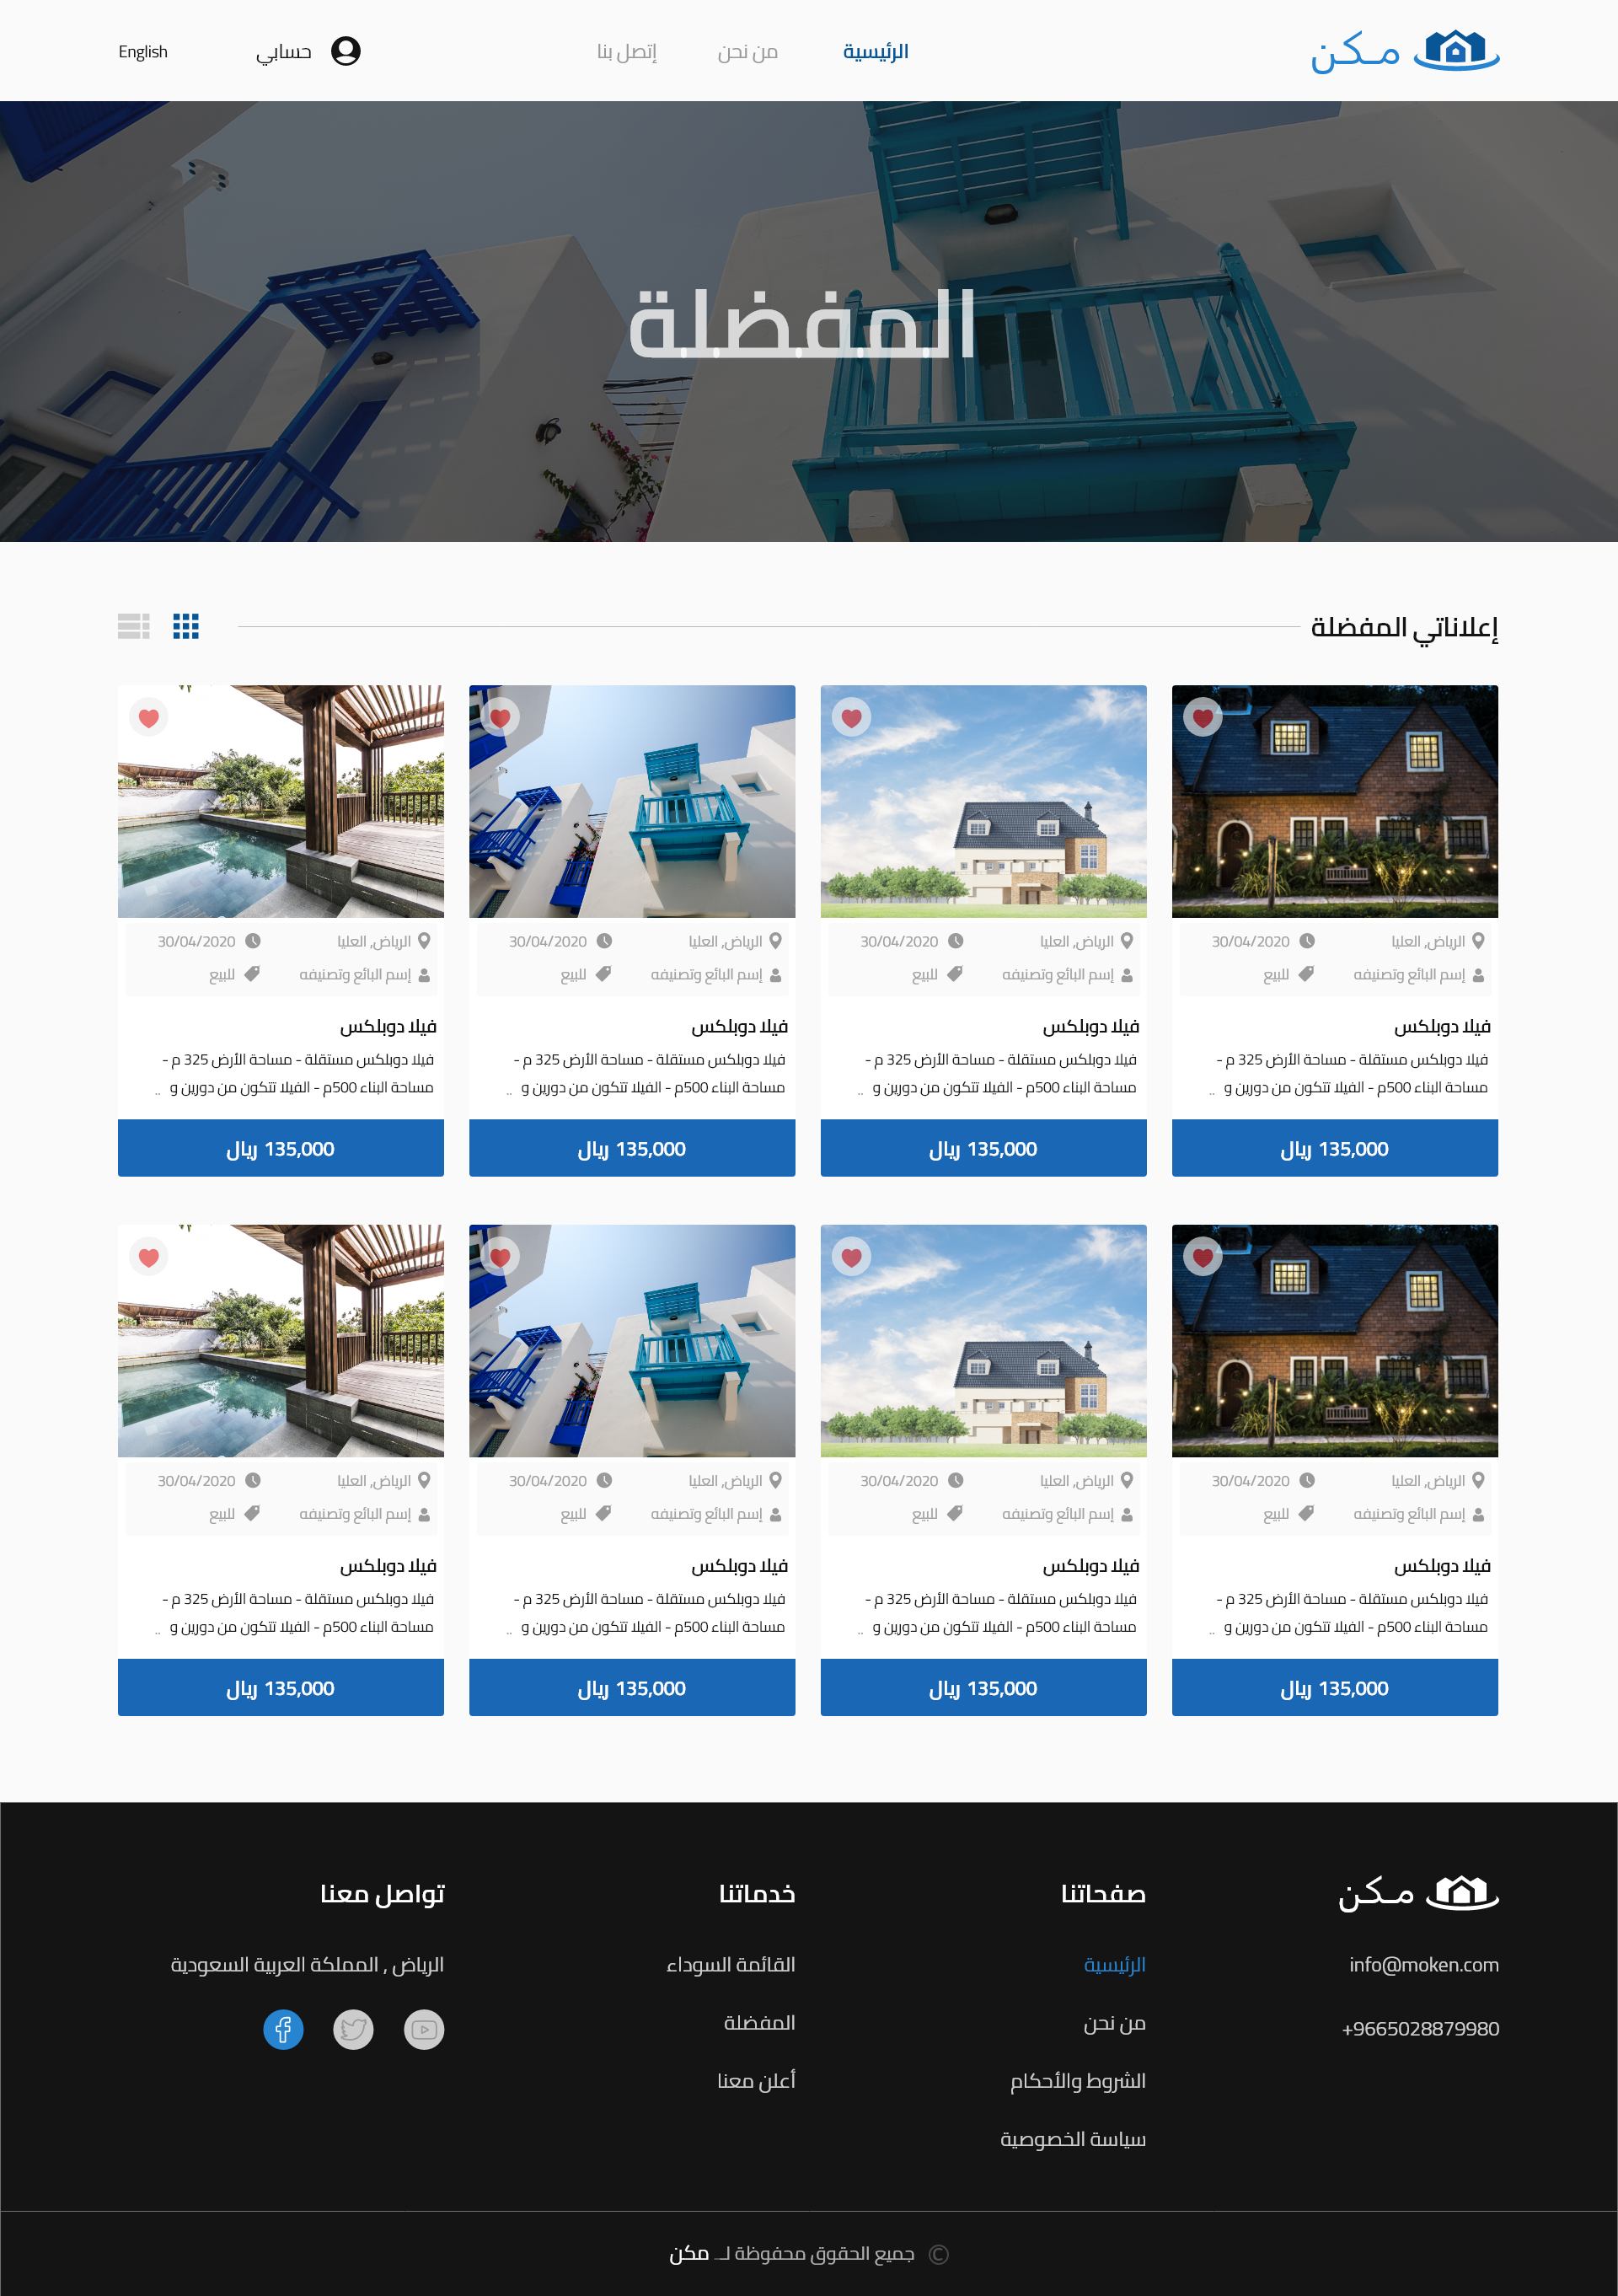 مـكـن
الرئيسية
من نحن
إتصل بنا
حسابي
English
المفضلة
إعلاناتي المفضلة
الرياض, العليا 30/04/2020
إسم البائع وتصنيفه للبيع
فيلا دوبلكس
فيلا دوبلكس مستقلة - مساحة الأرض 325 م -
مساحة البناء 500م - الفيلا تتكون من دورين و ..
135,000 ريال
الرياض, العليا 30/04/2020
إسم البائع وتصنيفه للبيع
فيلا دوبلكس
فيلا دوبلكس مستقلة - مساحة الأرض 325 م -
مساحة البناء 500م - الفيلا تتكون من دورين و ..
135,000 ريال
الرياض, العليا 30/04/2020
إسم البائع وتصنيفه للبيع
فيلا دوبلكس
فيلا دوبلكس مستقلة - مساحة الأرض 325 م -
مساحة البناء 500م - الفيلا تتكون من دورين و ..
135,000 ريال
الرياض, العليا 30/04/2020
إسم البائع وتصنيفه للبيع
فيلا دوبلكس
فيلا دوبلكس مستقلة - مساحة الأرض 325 م -
مساحة البناء 500م - الفيلا تتكون من دورين و ..
135,000 ريال
الرياض, العليا 30/04/2020
إسم البائع وتصنيفه للبيع
فيلا دوبلكس
فيلا دوبلكس مستقلة - مساحة الأرض 325 م -
مساحة البناء 500م - الفيلا تتكون من دورين و ..
135,000 ريال
الرياض, العليا 30/04/2020
إسم البائع وتصنيفه للبيع
فيلا دوبلكس
فيلا دوبلكس مستقلة - مساحة الأرض 325 م -
مساحة البناء 500م - الفيلا تتكون من دورين و ..
135,000 ريال
الرياض, العليا 30/04/2020
إسم البائع وتصنيفه للبيع
فيلا دوبلكس
فيلا دوبلكس مستقلة - مساحة الأرض 325 م -
مساحة البناء 500م - الفيلا تتكون من دورين و ..
135,000 ريال
الرياض, العليا 30/04/2020
إسم البائع وتصنيفه للبيع
فيلا دوبلكس
فيلا دوبلكس مستقلة - مساحة الأرض 325 م -
مساحة البناء 500م - الفيلا تتكون من دورين و ..
135,000 ريال
مـكـن
info@moken.com
+9665028879980
صفحاتنا
الرئيسية
من نحن
الشروط والأحكام
سياسة الخصوصية
خدماتنا
القائمة السوداء
المفضلة
أعلن معنا
تواصل معنا
الرياض , المملكة العربية السعودية
© جميع الحقوق محفوظة لـ مكن